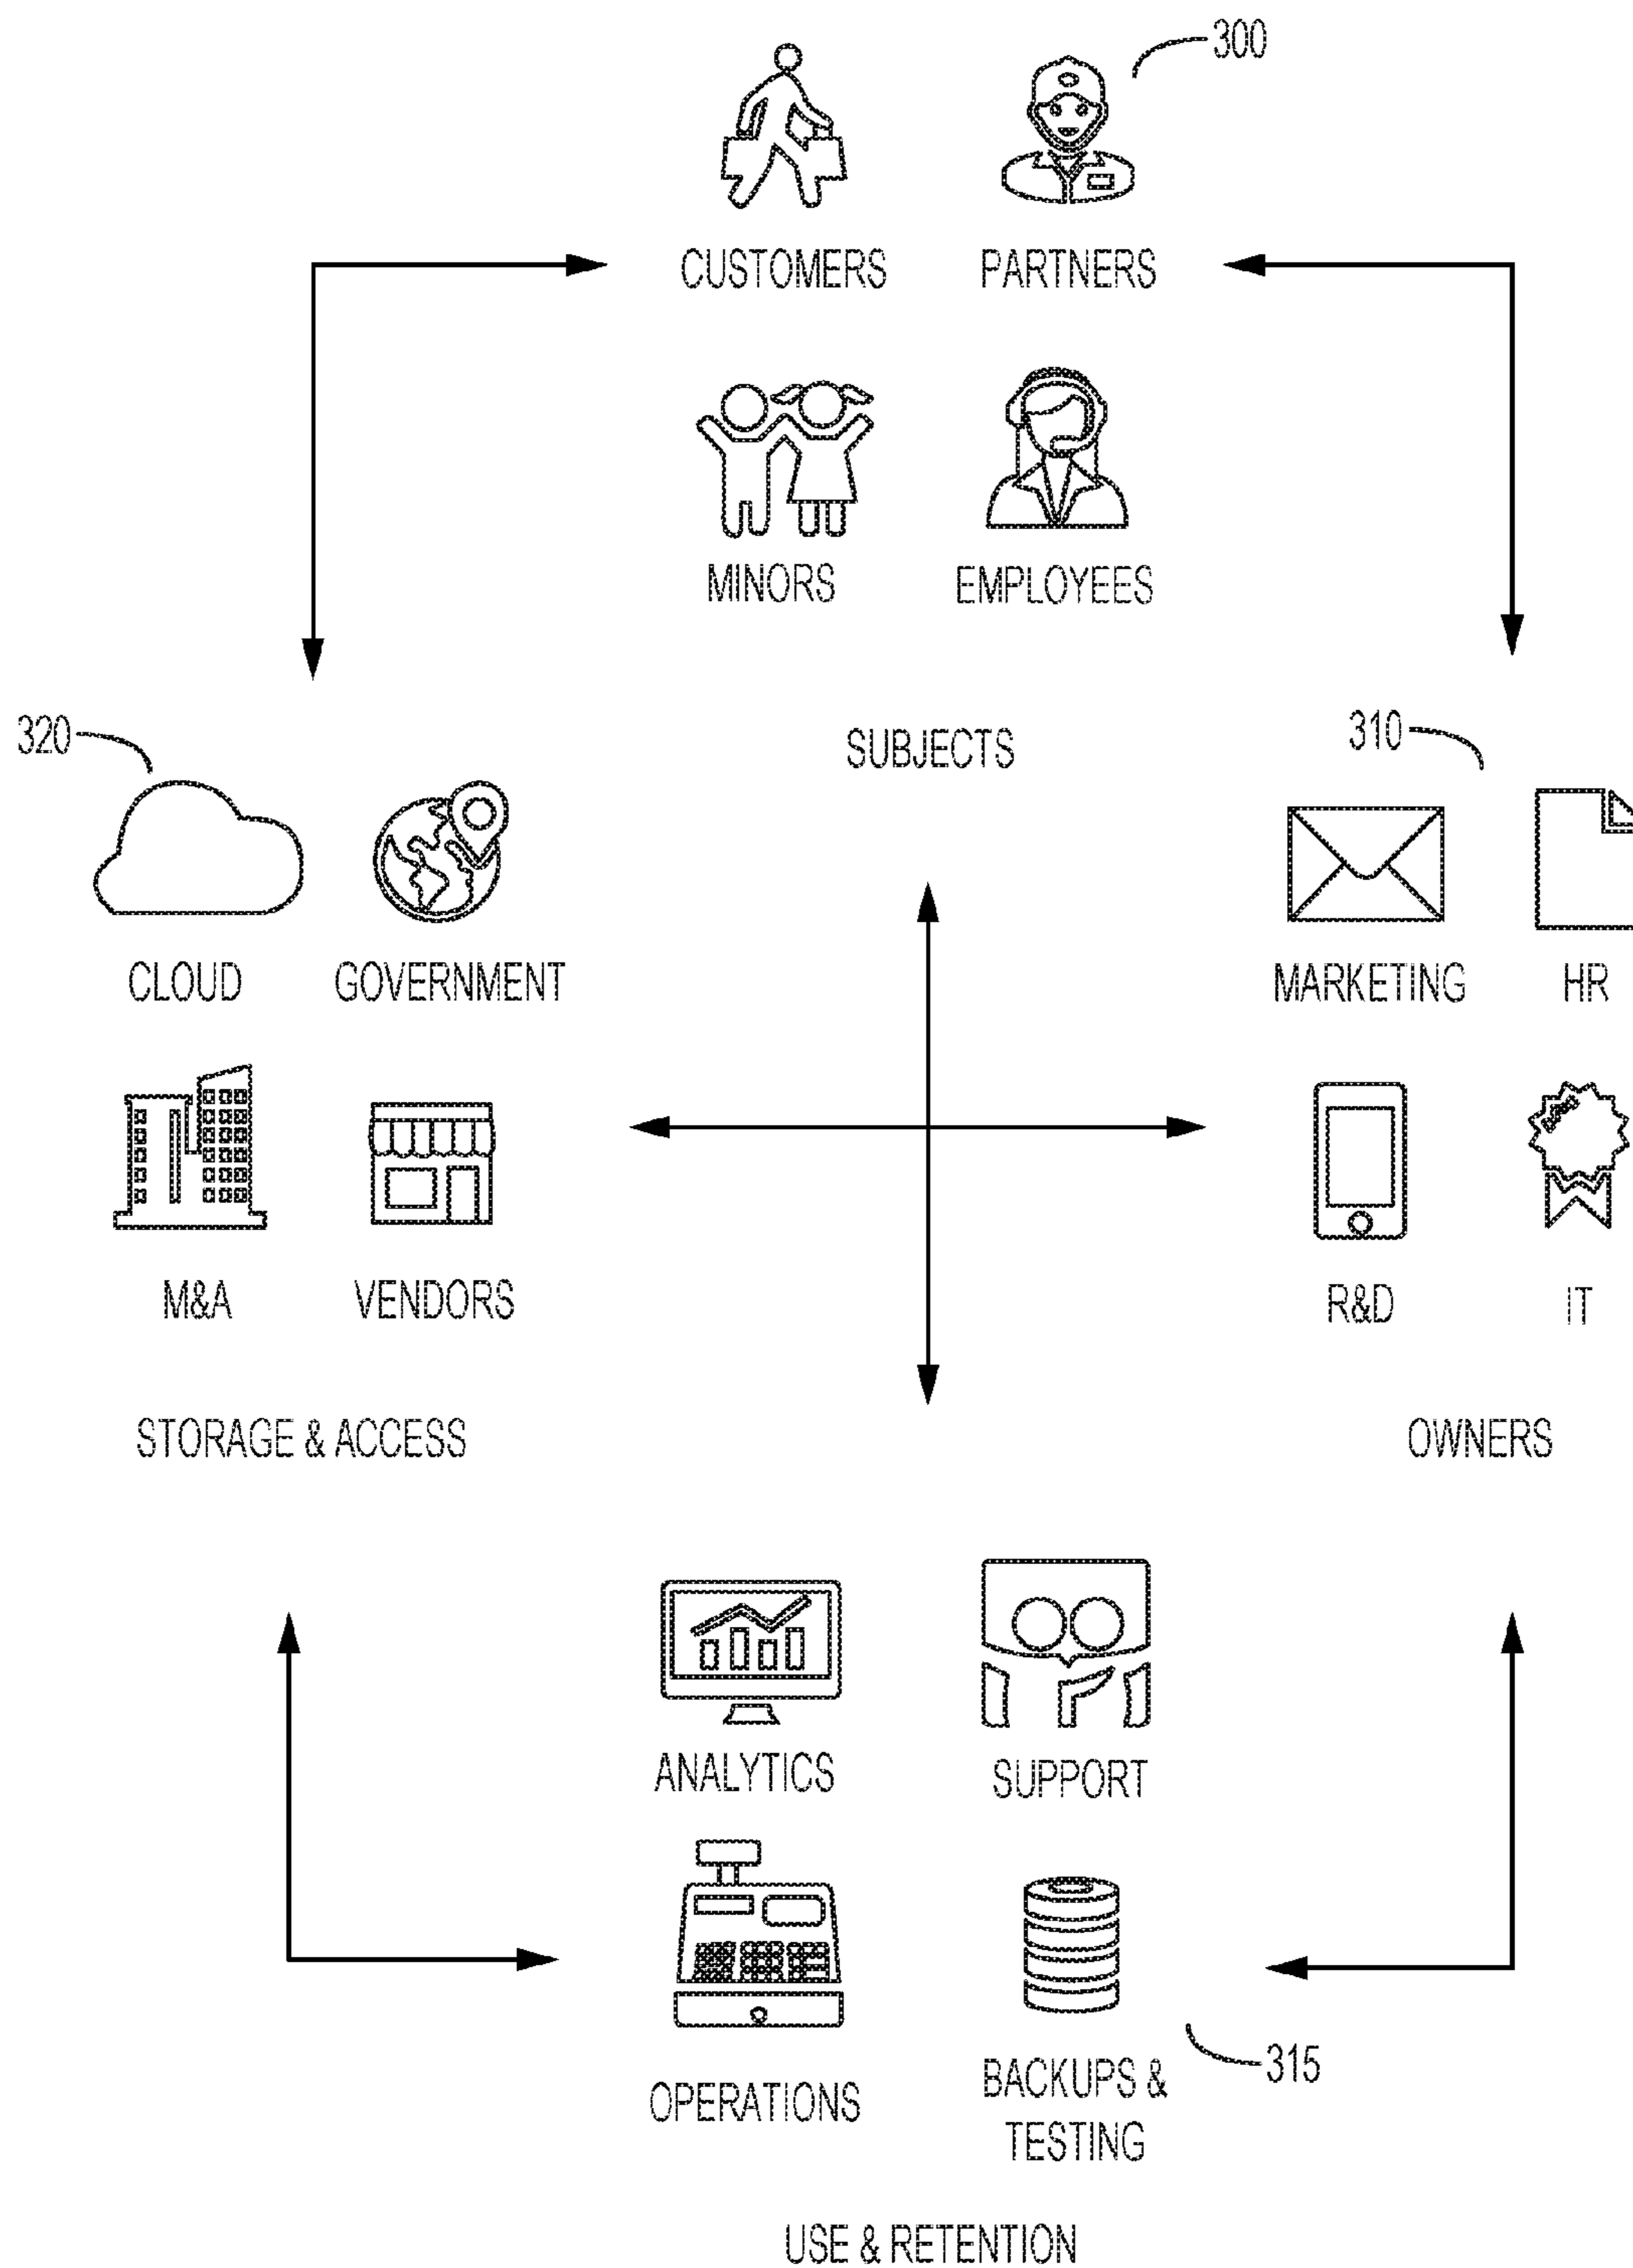 300
CUSTOMERS
PARTNERS
MINORS
EMPLOYEES
SUBJECTS
320
CLOUD
GOVERNMENT
M&A
VENDORS
STORAGE & ACCESS
310
MARKETING
HR
R&D
IT
OWNERS
ANALYTICS
SUPPORT
OPERATIONS
BACKUPS &
TESTING
315
USE & RETENTION